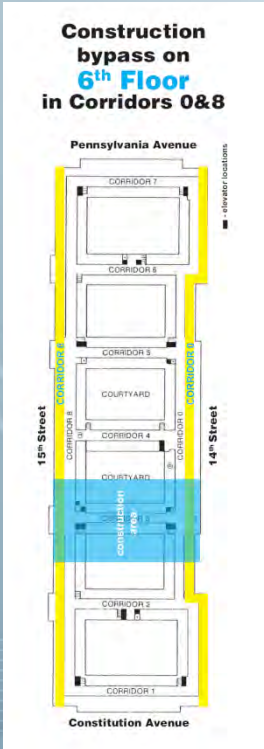 Construction
bypass on
6th Floor
in Corridors 0&8
Pennsylvania Avenue
- elevator locations
CORRIDOR 7
CORRIDOR 6
CORRIDOR 5
CORRIDOR 8
CORRIDOR 0
COURTYARD
15th Street
CORRIDOR 8
CORRIDOR 0
14th Street
CORRIDOR 4
COURTYARD
construction
area
CORRIDOR 2
CORRIDOR 1
Constitution Avenue